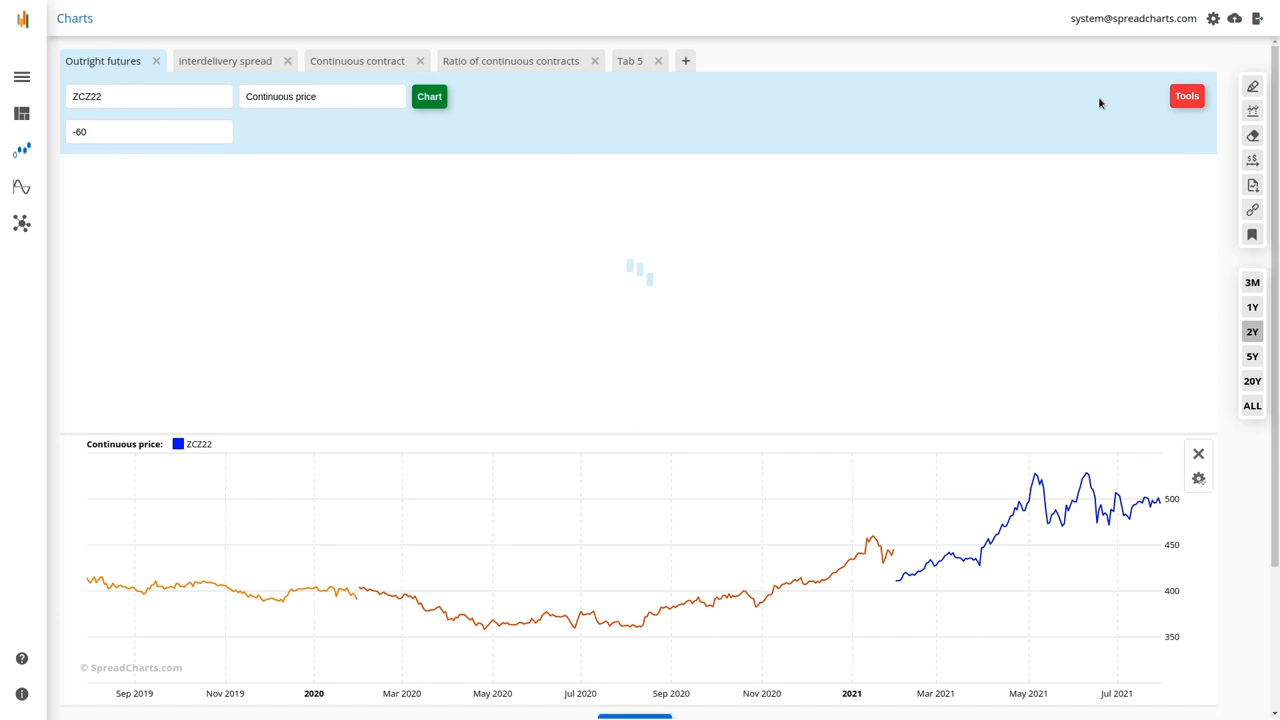 Charts
system@spreadcharts.com
Outright futures
Interdelivery spread
Continuous contract
Ratio of continuous contracts
Tab 5
+
ZCZ22
Continuous price
Chart
Tools
-60
3M
1Y
2Y
5Y
20Y
ALL
Continuous price: ZCZ22
500
450
400
350
© SpreadCharts.com
Sep 2019 Nov 2019 2020 Mar 2020 May 2020 Jul 2020 Sep 2020 Nov 2020 2021 Mar 2021 May 2021 Jul 2021